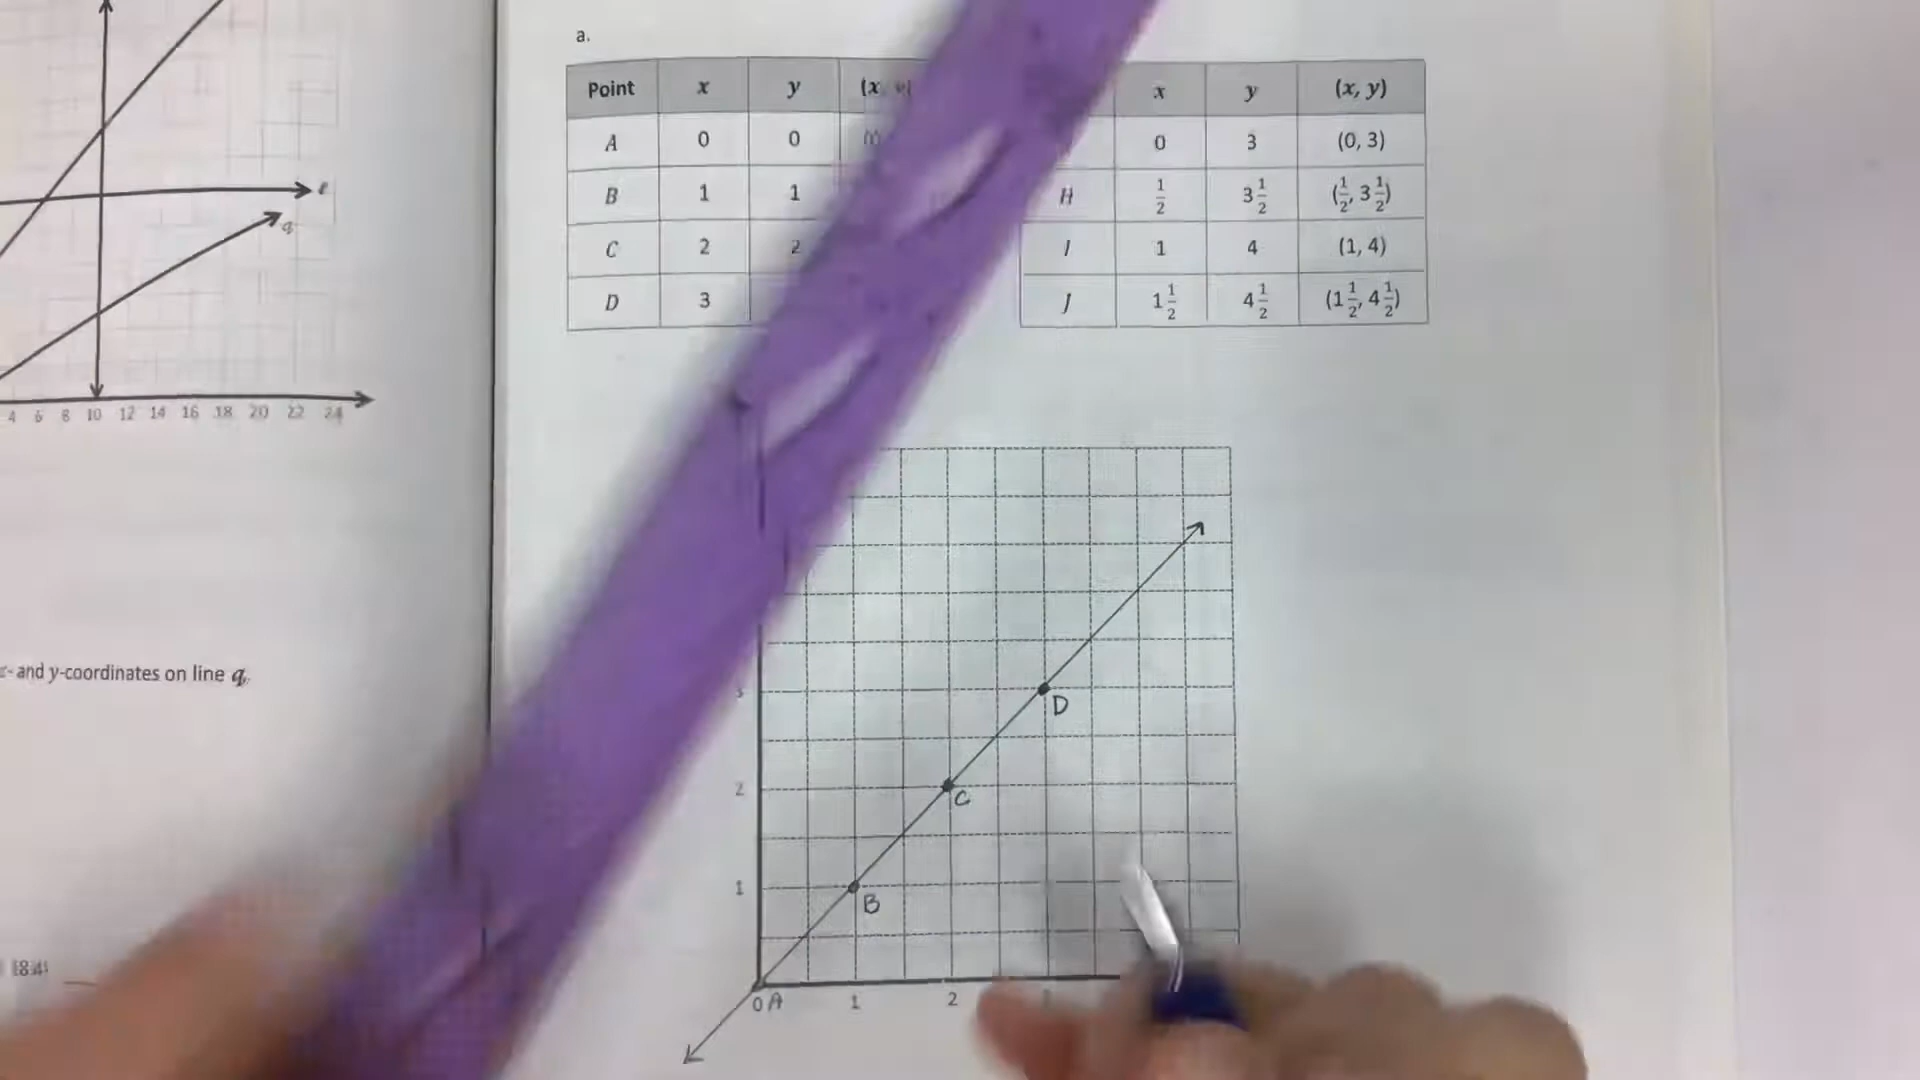 a.
Point x y (x, y) x y (x, y)
A 0 0 0 3 (0, 3)
B 1 1 H 1/2 3 1/2 (1/2, 3 1/2)
C 2 2 I 1 4 (1, 4)
D 3 J 1 1/2 4 1/2 (1 1/2, 4 1/2)
ℓ
q
4 6 8 10 12 14 16 18 20 22 24
- and y-coordinates on line q.
3
D
2
C
1
B
0 A 1 2